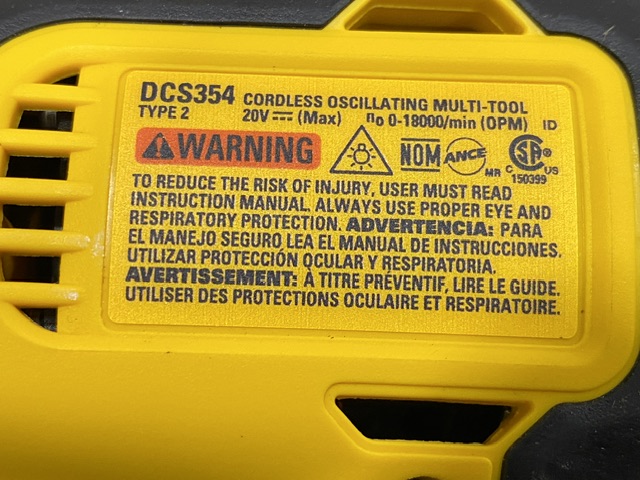 DCS354 CORDLESS OSCILLATING MULTI-TOOL
TYPE 2 20V ⎓ (Max) nₒ 0-18000/min (OPM) ID
WARNING NOM ANCE MR C SA ® US
150399
TO REDUCE THE RISK OF INJURY, USER MUST READ
INSTRUCTION MANUAL. ALWAYS USE PROPER EYE AND
RESPIRATORY PROTECTION. ADVERTENCIA: PARA
EL MANEJO SEGURO LEA EL MANUAL DE INSTRUCCIONES.
UTILIZAR PROTECCIÓN OCULAR Y RESPIRATORIA.
AVERTISSEMENT: À TITRE PRÉVENTIF, LIRE LE GUIDE.
UTILISER DES PROTECTIONS OCULAIRE ET RESPIRATOIRE.